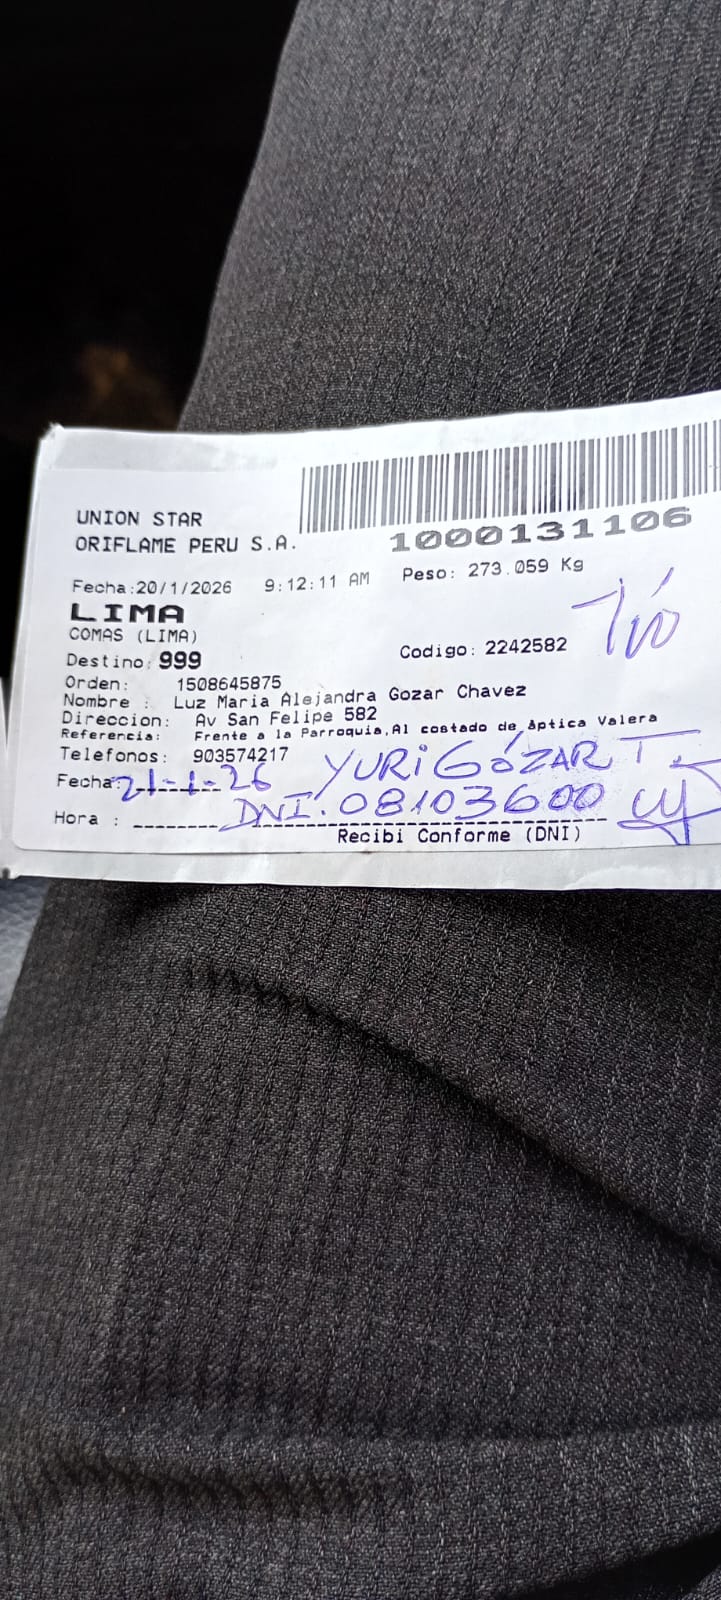 UNION STAR
ORIFLAME PERU S.A.
1000131106
Fecha:20/1/2026 9:12:11 AM Peso: 273.059 Kg
LIMA
COMAS (LIMA)
Tío
Destino: 999 Codigo: 2242582
Orden: 1508645875
Nombre : Luz Maria Alejandra Gozar Chavez
Direccion: Av San Felipe 582
Referencia: Frente a la Parroquia,Al costado de Aptica Valera
Telefonos: 903574217
Fecha: 21-1-26 YURI GÓZAR T.
Hora : DNI: 08103600
Recibi Conforme (DNI)